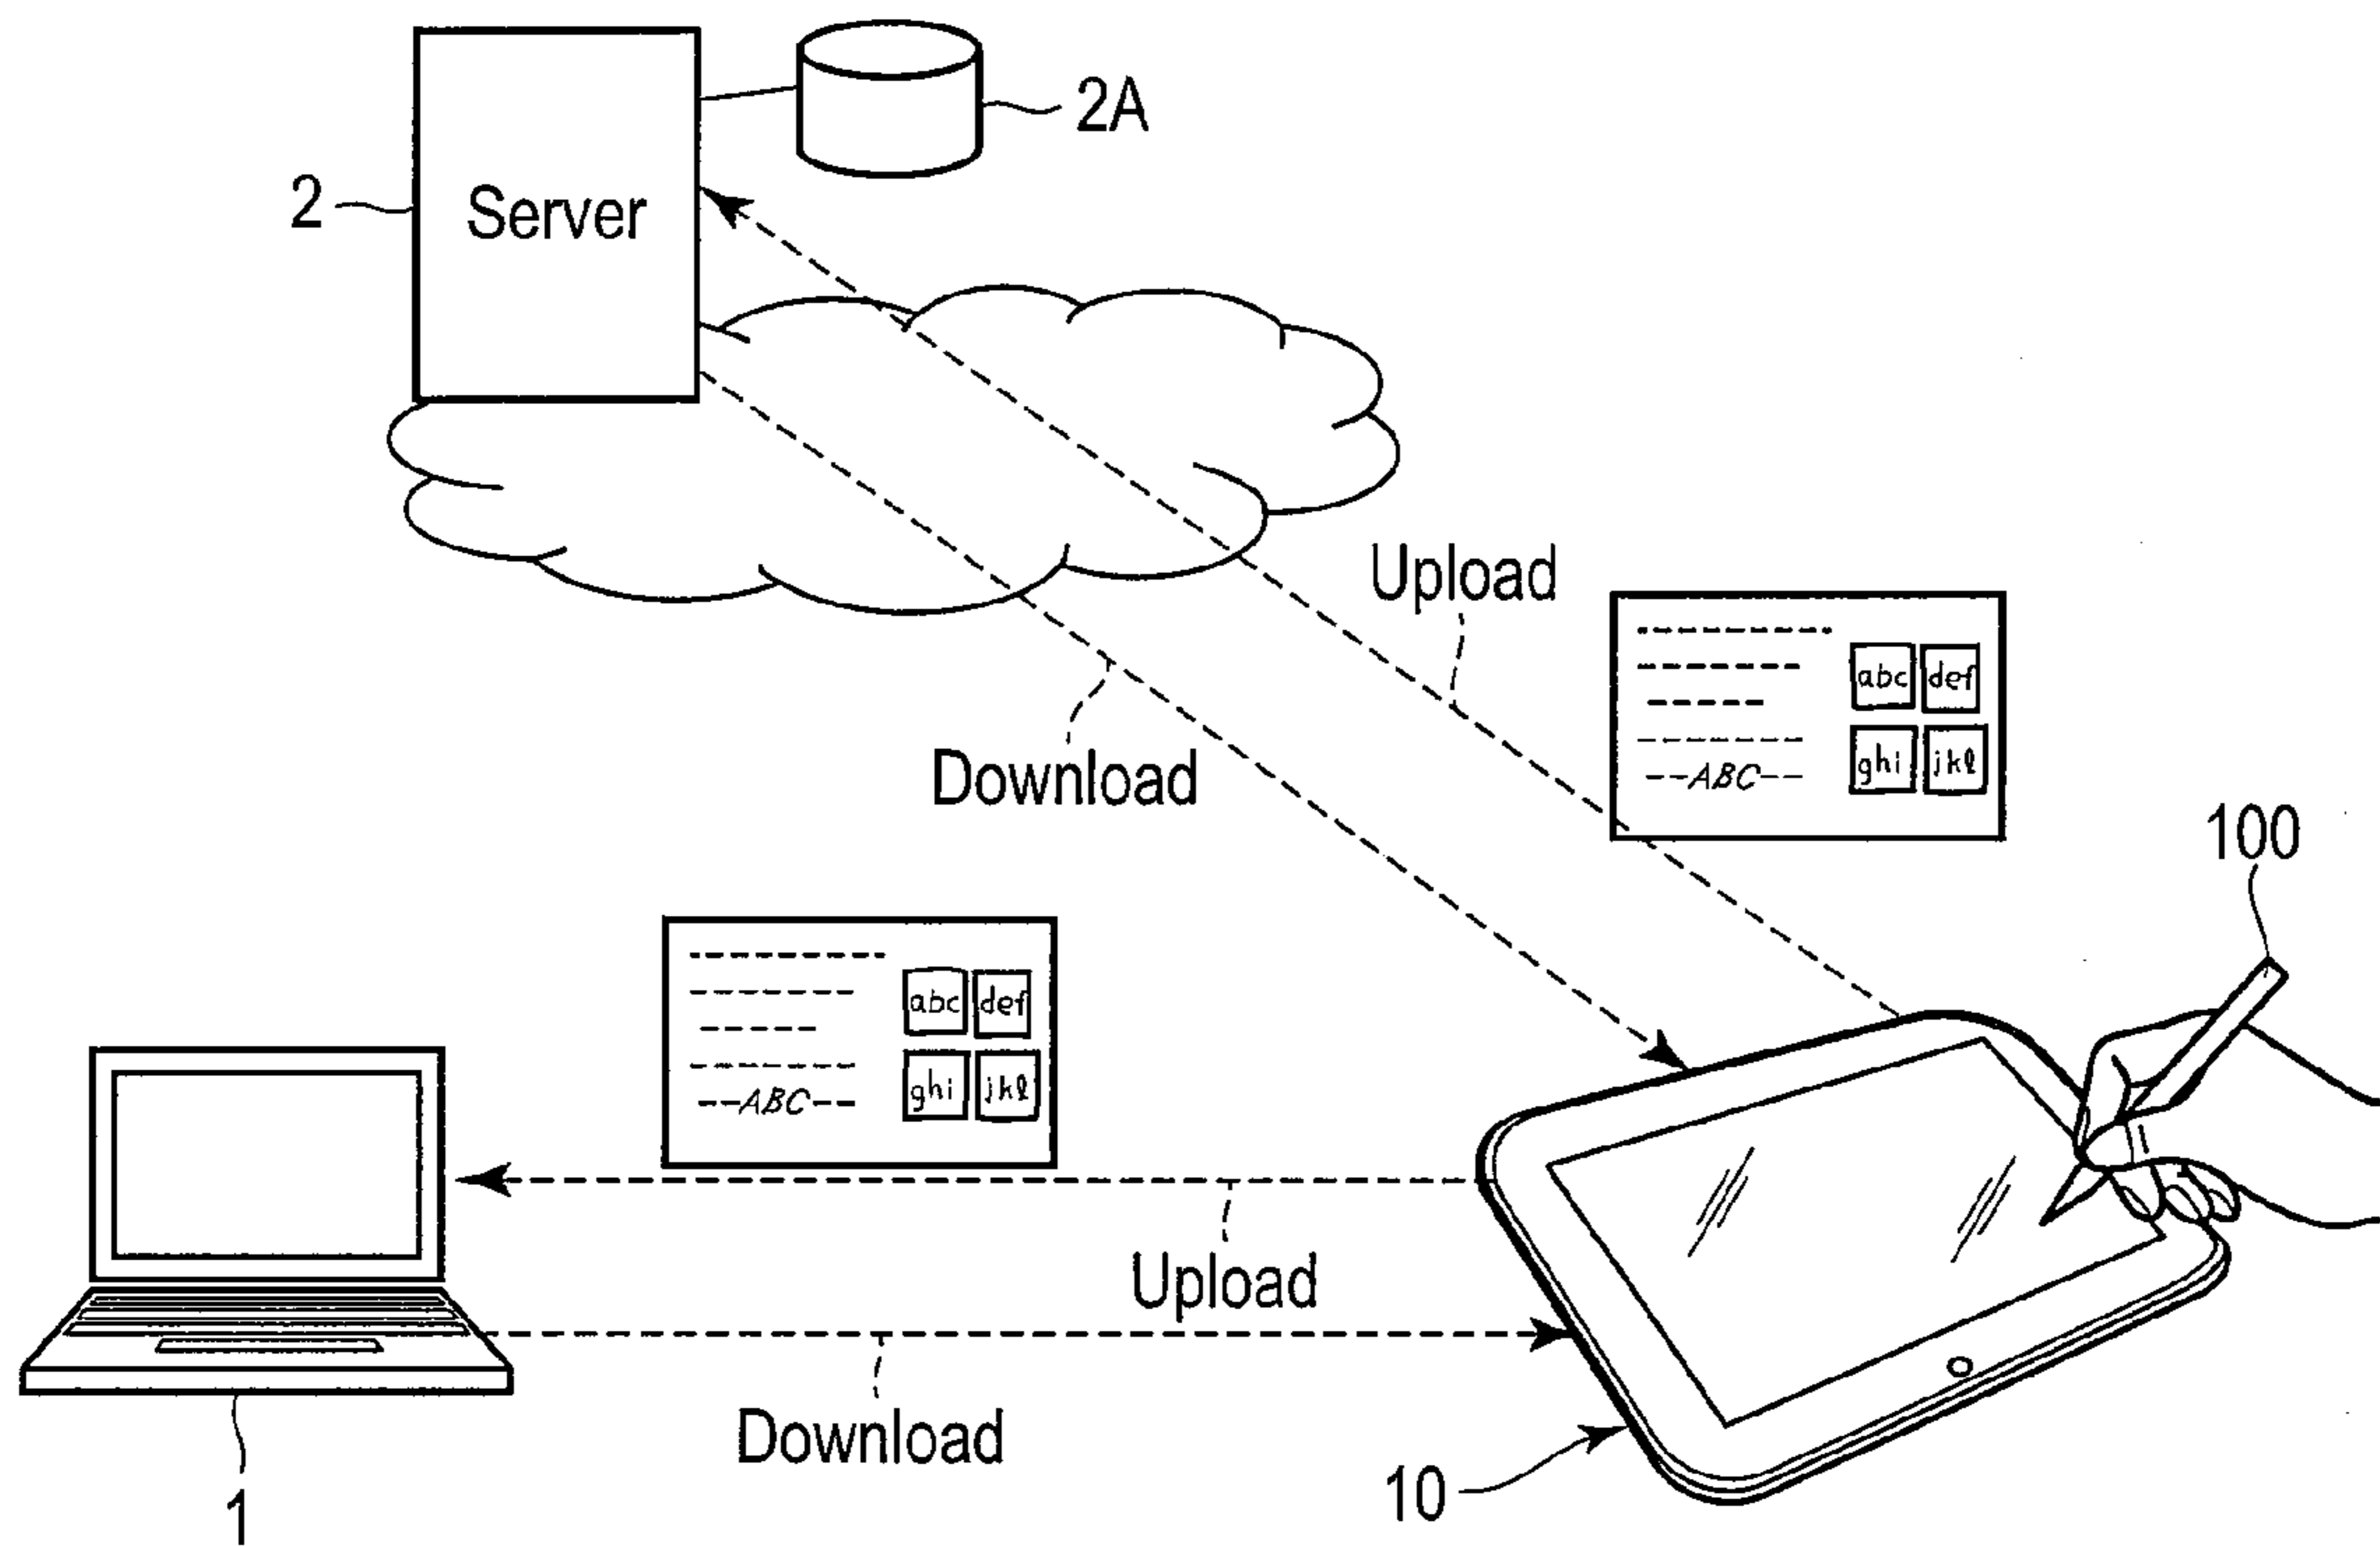 2A
2
Server
Upload
abc def
ghi jkl
--ABC--
Download
100
abc def
ghi jkl
--ABC--
Upload
Download
10
1